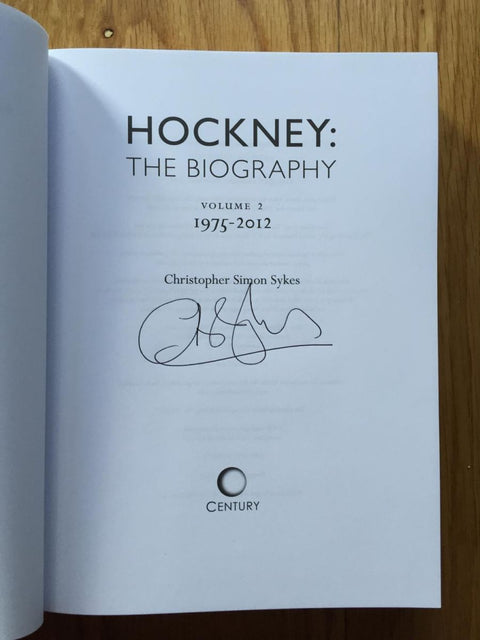 HOCKNEY:
THE BIOGRAPHY
VOLUME 2
1975-2012
Christopher Simon Sykes
CENTURY